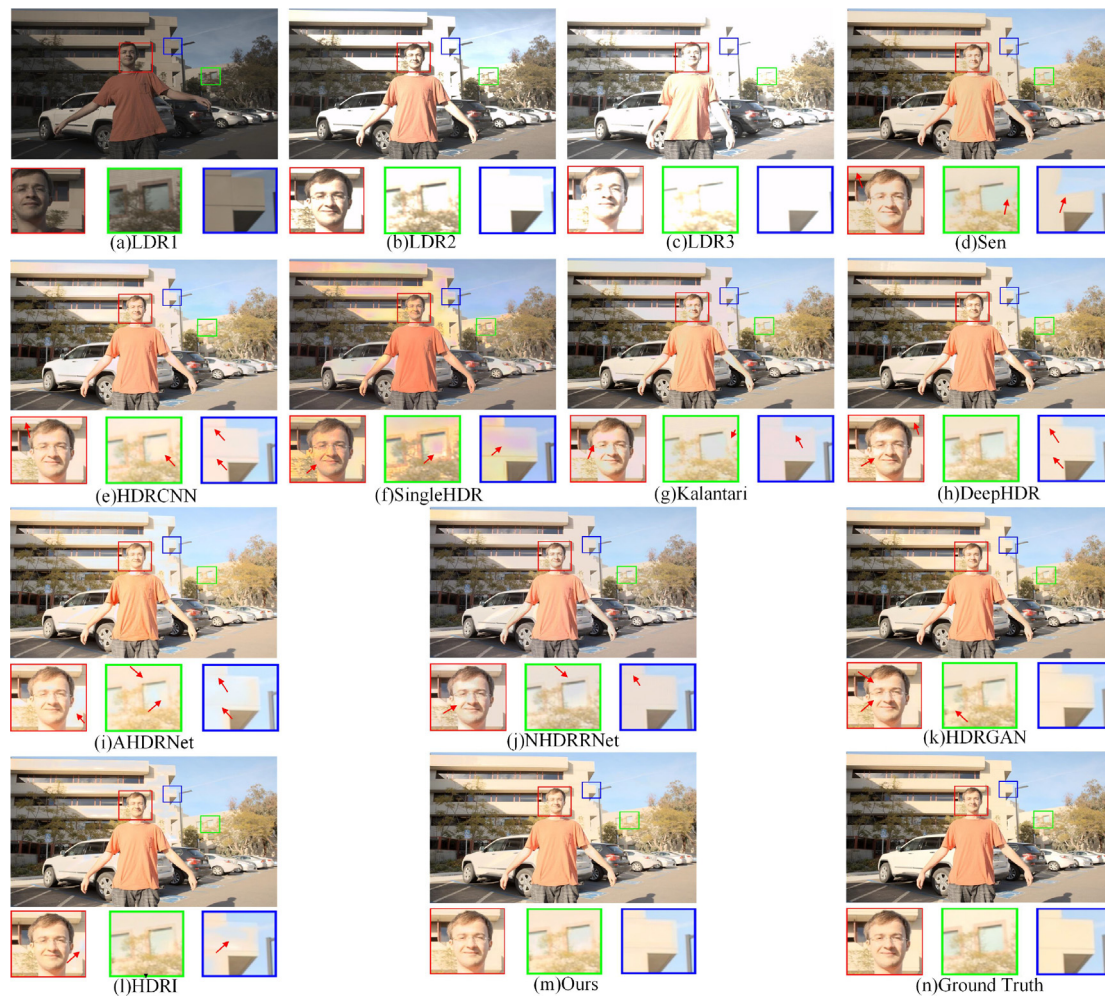 (a)LDR1
(b)LDR2
(c)LDR3
(d)Sen
(e)HDRCNN
(f)SingleHDR
(g)Kalantari
(h)DeepHDR
(i)AHDRNet
(j)NHDRRNet
(k)HDRGAN
(l)HDRI
(m)Ours
(n)Ground Truth